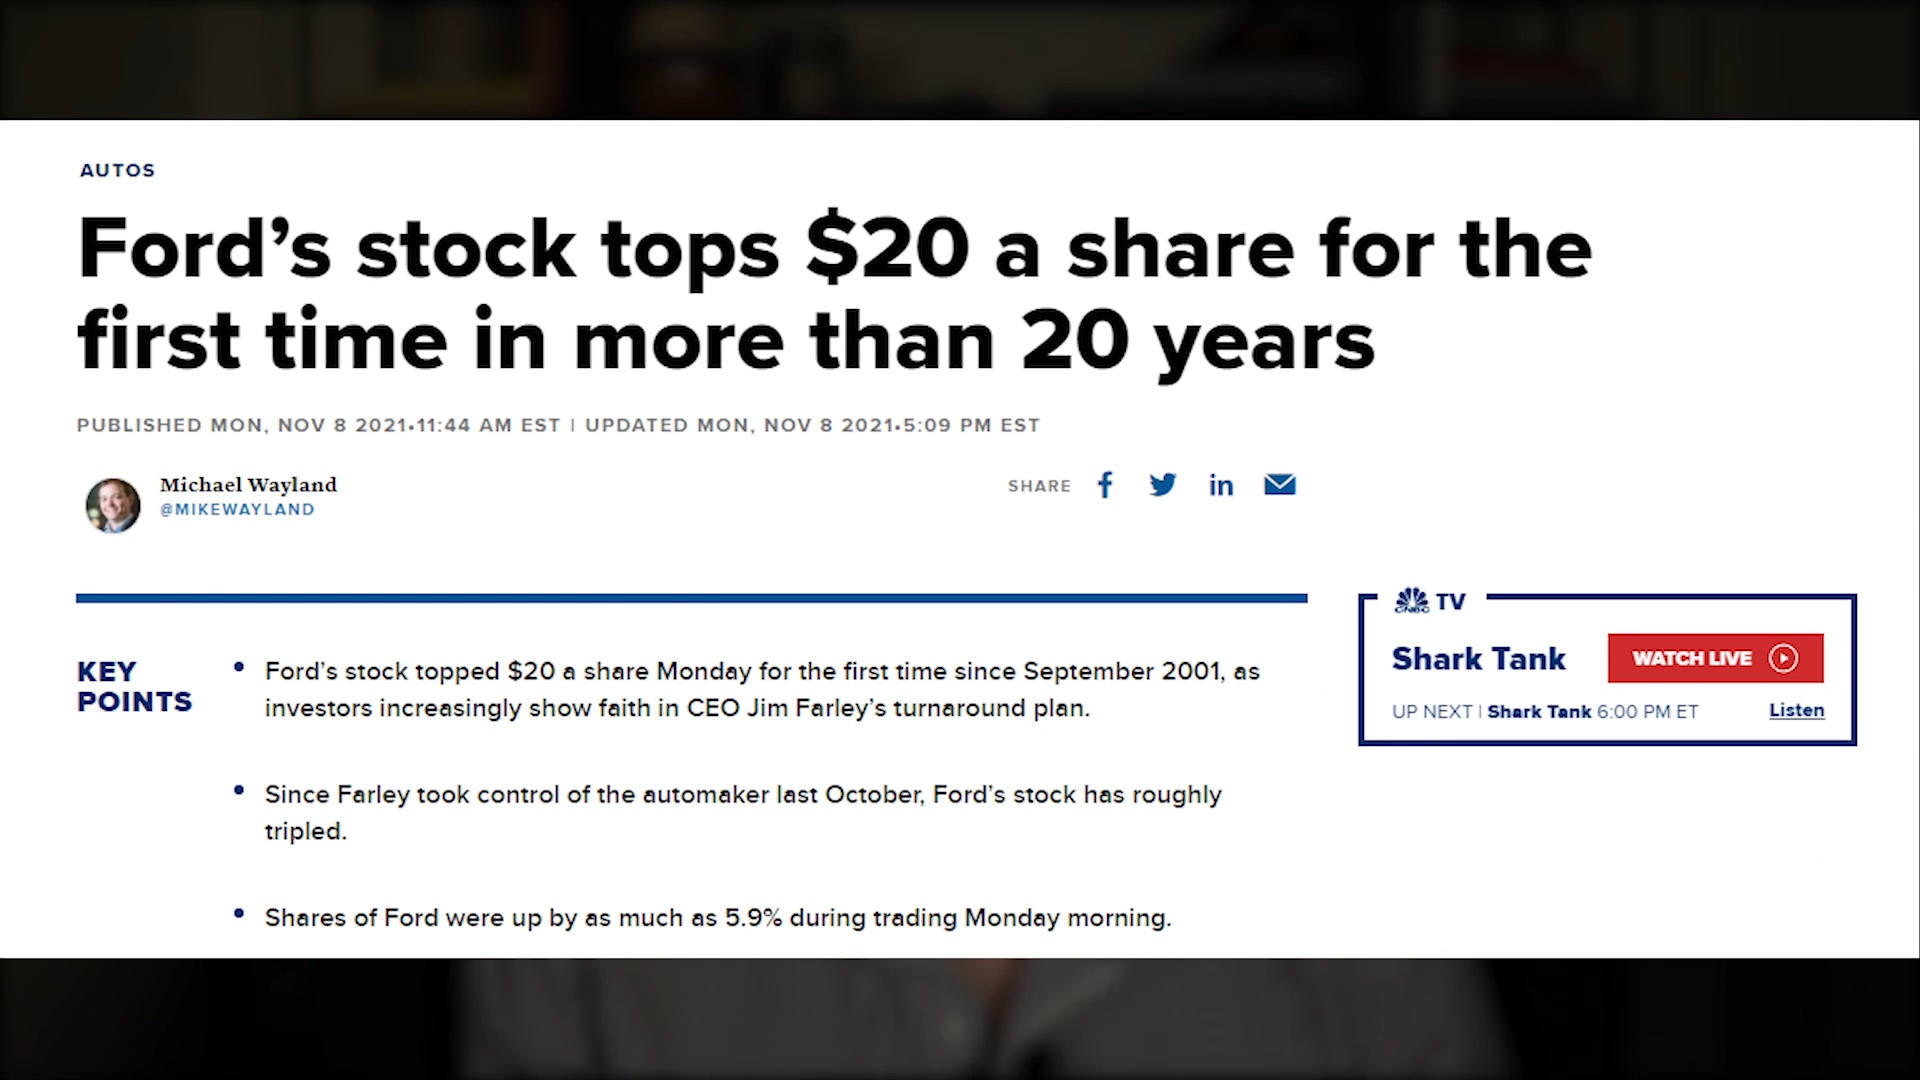 AUTOS
Ford’s stock tops $20 a share for the
first time in more than 20 years
PUBLISHED MON, NOV 8 2021•11:44 AM EST | UPDATED MON, NOV 8 2021•5:09 PM EST
Michael Wayland
@MIKEWAYLAND
SHARE
KEY
POINTS
• Ford’s stock topped $20 a share Monday for the first time since September 2001, as
investors increasingly show faith in CEO Jim Farley’s turnaround plan.
• Since Farley took control of the automaker last October, Ford’s stock has roughly
tripled.
• Shares of Ford were up by as much as 5.9% during trading Monday morning.
CNBC TV
Shark Tank
WATCH LIVE
UP NEXT | Shark Tank 6:00 PM ET
Listen